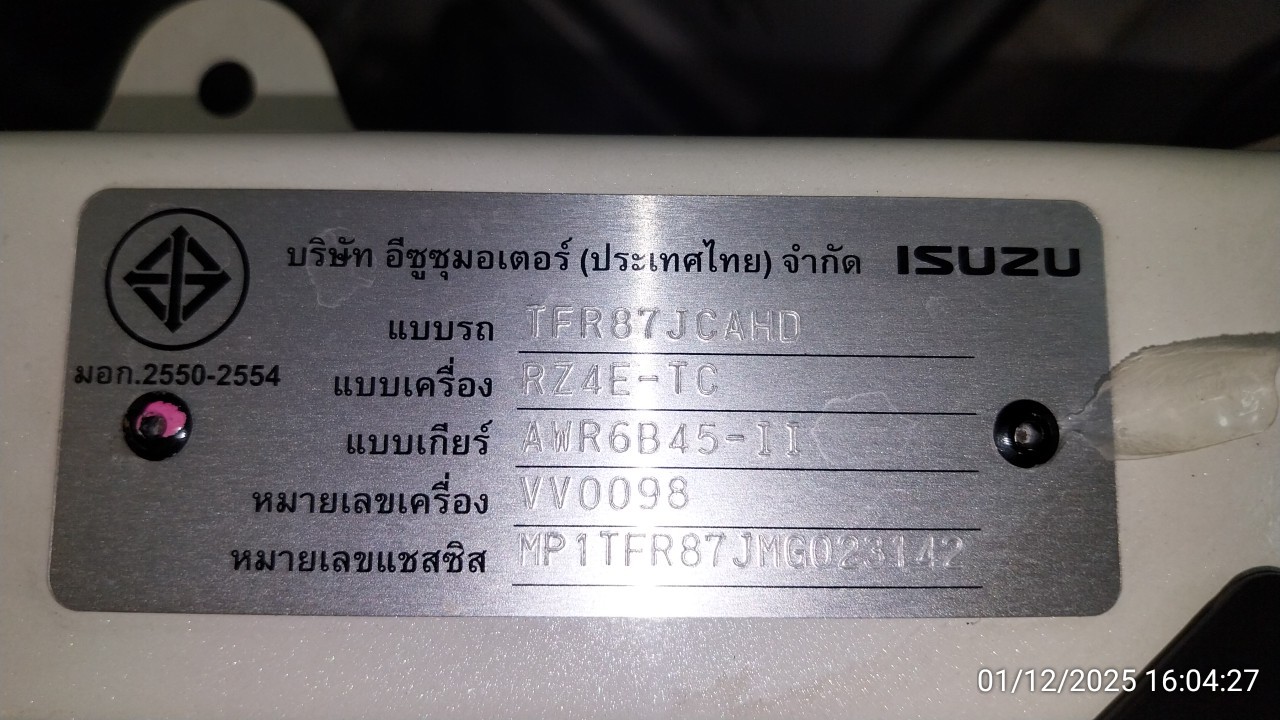 บริษัท อีซูซุมอเตอร์ (ประเทศไทย) จำกัด ISUZU
แบบรถ TFR87JCAHD
มอก.2550-2554
แบบเครื่อง RZ4E-TC
แบบเกียร์ AWR6B45-II
หมายเลขเครื่อง VV0098
หมายเลขแชสซิส MP1TFR87JMG023142
01/12/2025 16:04:27